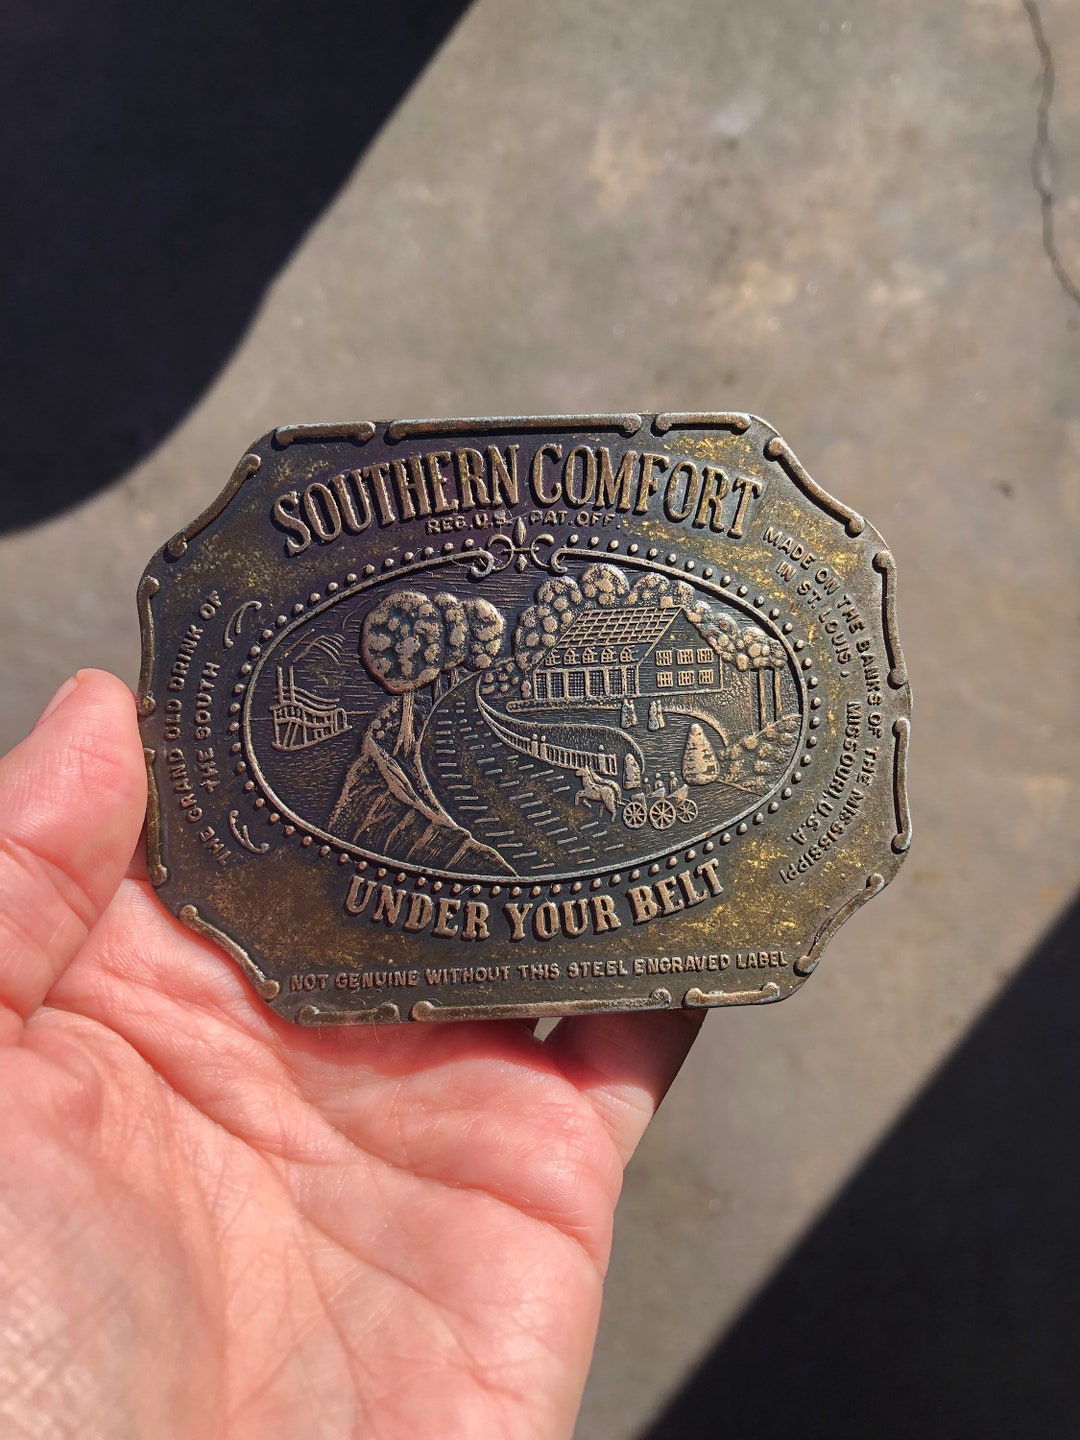 SOUTHERN COMFORT
REG. U.S. PAT. OFF.
THE GRAND OLD DRINK OF
THE SOUTH
MADE ON THE BANKS OF THE MISSISSIPPI
IN ST. LOUIS, MISSOURI, U.S.A.
UNDER YOUR BELT
NOT GENUINE WITHOUT THIS STEEL ENGRAVED LABEL